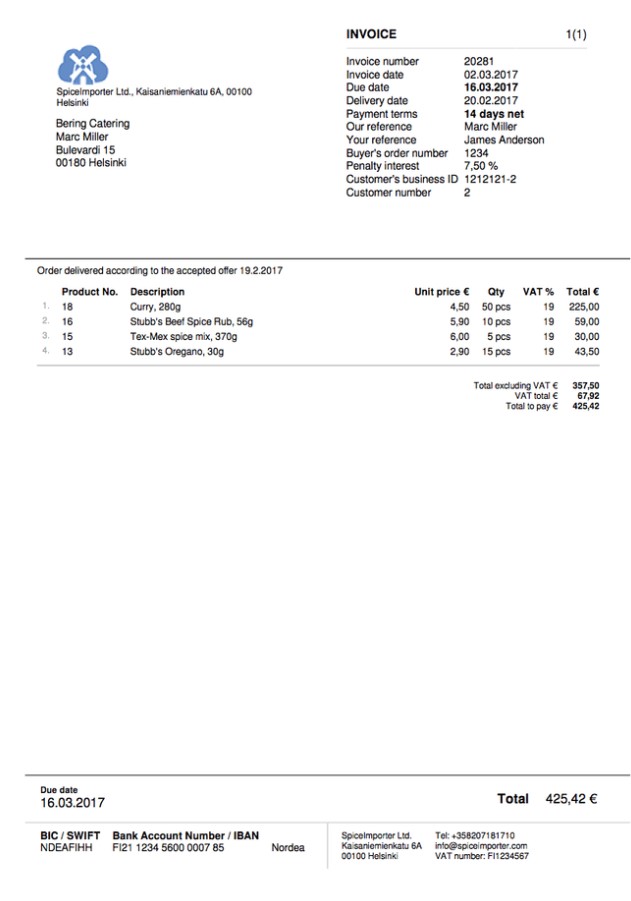 INVOICE 1(1)
SpiceImporter Ltd., Kaisaniemienkatu 6A, 00100
Helsinki
Bering Catering
Marc Miller
Bulevardi 15
00180 Helsinki
Invoice number 20281
Invoice date 02.03.2017
Due date 16.03.2017
Delivery date 20.02.2017
Payment terms 14 days net
Our reference Marc Miller
Your reference James Anderson
Buyer's order number 1234
Penalty interest 7,50 %
Customer's business ID 1212121-2
Customer number 2
Order delivered according to the accepted offer 19.2.2017
Product No. Description Unit price € Qty VAT % Total €
1. 18 Curry, 280g 4,50 50 pcs 19 225,00
2. 16 Stubb's Beef Spice Rub, 56g 5,90 10 pcs 19 59,00
3. 15 Tex-Mex spice mix, 370g 6,00 5 pcs 19 30,00
4. 13 Stubb's Oregano, 30g 2,90 15 pcs 19 43,50
Total excluding VAT € 357,50
VAT total € 67,92
Total to pay € 425,42
Due date
16.03.2017
Total 425,42 €
BIC / SWIFT Bank Account Number / IBAN
NDEAFIHH FI21 1234 5600 0007 85 Nordea
SpiceImporter Ltd. Tel: +358207181710
Kaisaniemienkatu 6A info@spiceimporter.com
00100 Helsinki VAT number: FI1234567